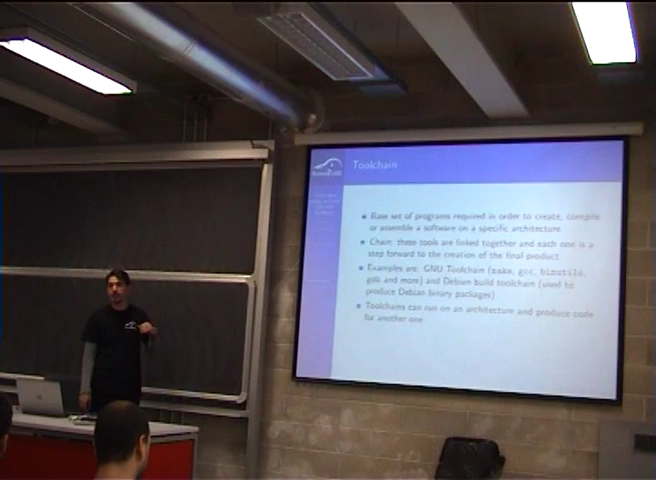 Toolchain
Base set of programs required in order to create, compile
or assemble a software on a specific architecture
Chain: these tools are linked together and each one is a
step forward to the creation of the final product
Examples are: GNU Toolchain (make, gcc, binutils,
gdb and more) and Debian build toolchain (used to
produce Debian binary packages)
Toolchains can run on an architecture and produce code
for another one